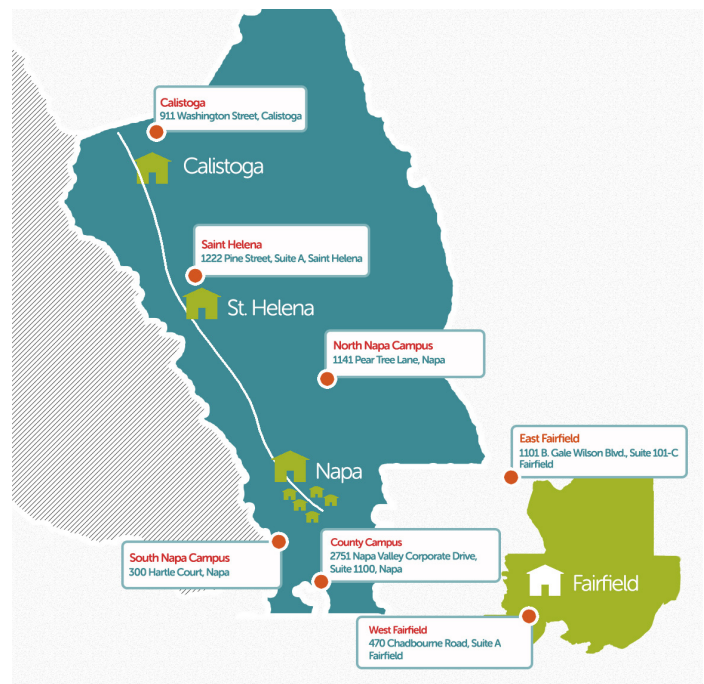 Calistoga
911 Washington Street, Calistoga
Calistoga
Saint Helena
1222 Pine Street, Suite A, Saint Helena
St. Helena
North Napa Campus
1141 Pear Tree Lane, Napa
East Fairfield
1101 B. Gale Wilson Blvd., Suite 101-C
Fairfield
Napa
County Campus
2751 Napa Valley Corporate Drive,
Suite 1100, Napa
South Napa Campus
300 Hartle Court, Napa
Fairfield
West Fairfield
470 Chadbourne Road, Suite A
Fairfield